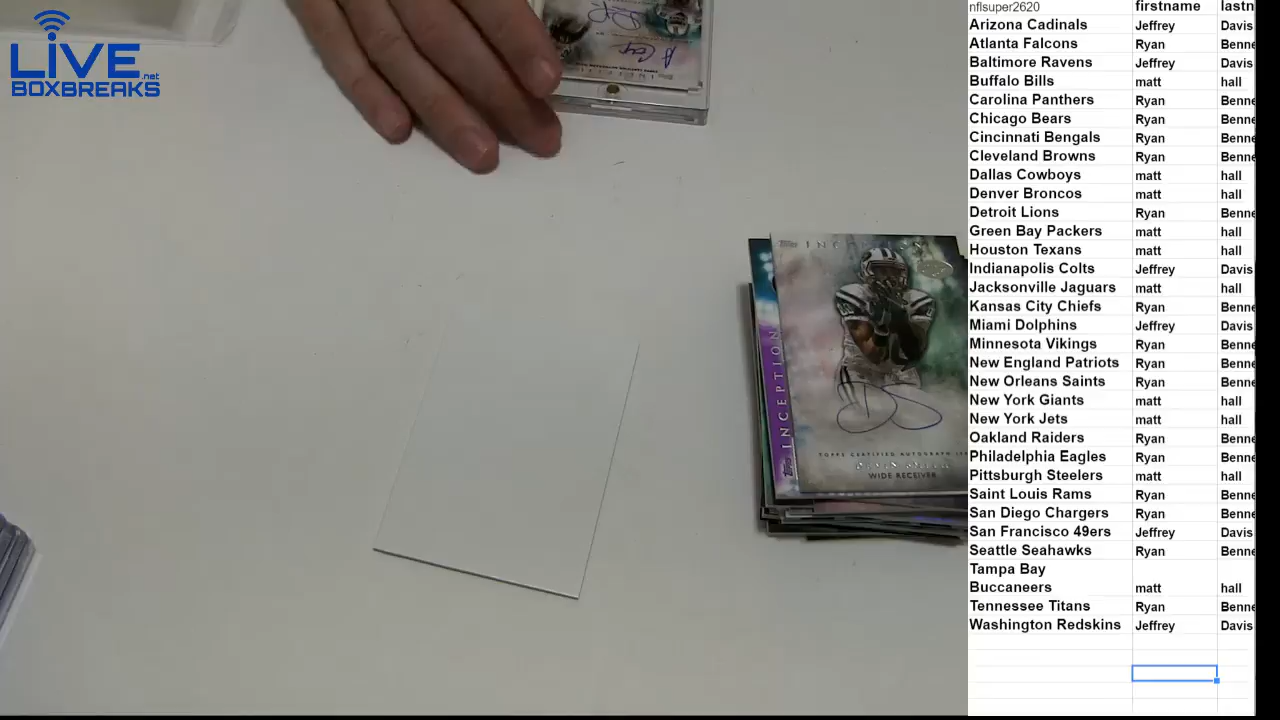 LIVE.net
BOXBREAKS
INCEPTION
INCEPTION
TOPPS CERTIFIED AUTOGRAPH
WIDE RECEIVER
nflsuper2620 firstname lastn
Arizona Cadinals Jeffrey Davis
Atlanta Falcons Ryan Benne
Baltimore Ravens Jeffrey Davis
Buffalo Bills matt hall
Carolina Panthers Ryan Benne
Chicago Bears Ryan Benne
Cincinnati Bengals Ryan Benne
Cleveland Browns Ryan Benne
Dallas Cowboys matt hall
Denver Broncos matt hall
Detroit Lions Ryan Benne
Green Bay Packers matt hall
Houston Texans matt hall
Indianapolis Colts Jeffrey Davis
Jacksonville Jaguars matt hall
Kansas City Chiefs Ryan Benne
Miami Dolphins Jeffrey Davis
Minnesota Vikings Ryan Benne
New England Patriots Ryan Benne
New Orleans Saints Ryan Benne
New York Giants matt hall
New York Jets matt hall
Oakland Raiders Ryan Benne
Philadelphia Eagles Ryan Benne
Pittsburgh Steelers matt hall
Saint Louis Rams Ryan Benne
San Diego Chargers Ryan Benne
San Francisco 49ers Jeffrey Davis
Seattle Seahawks Ryan Benne
Tampa Bay
Buccaneers matt hall
Tennessee Titans Ryan Benne
Washington Redskins Jeffrey Davis